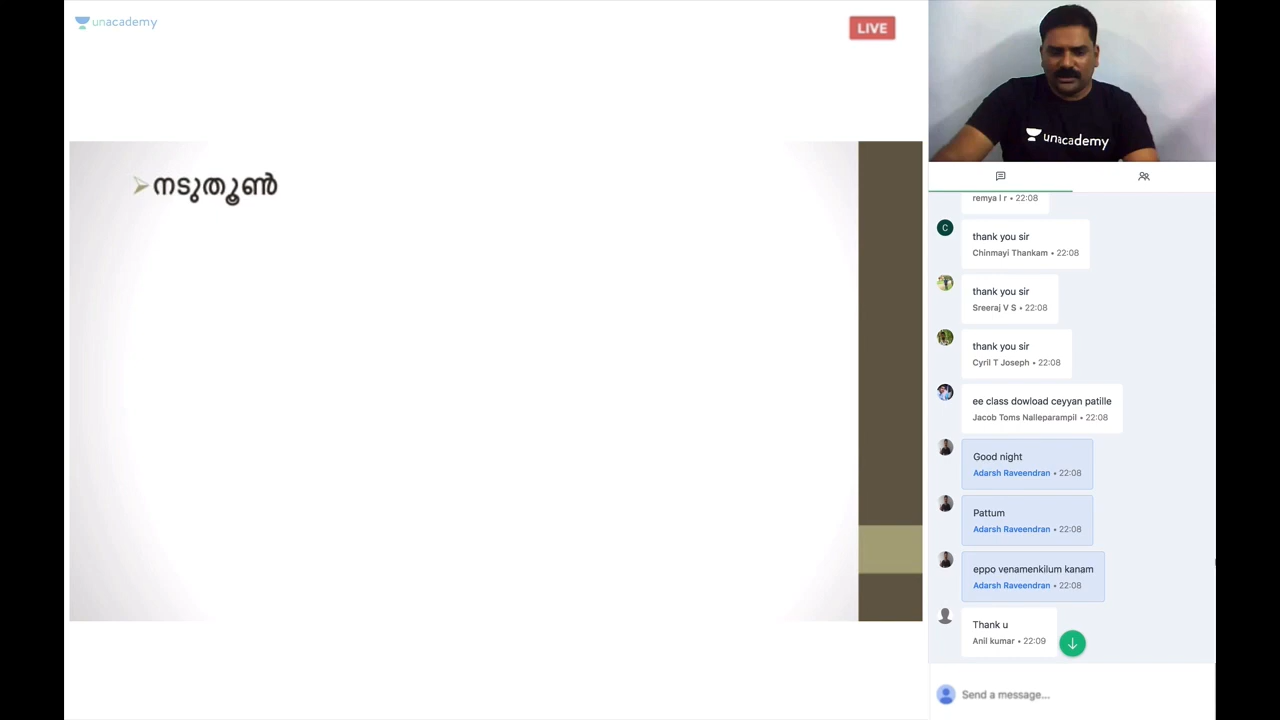 unacademy
LIVE
നടുതൂൺ
unacademy
remya l r • 22:08
C
thank you sir
Chinmayi Thankam • 22:08
thank you sir
Sreeraj V S • 22:08
thank you sir
Cyril T Joseph • 22:08
ee class dowload ceyyan patille
Jacob Toms Nalleparampil • 22:08
Good night
Adarsh Raveendran • 22:08
Pattum
Adarsh Raveendran • 22:08
eppo venamenkilum kanam
Adarsh Raveendran • 22:08
Thank u
Anil kumar • 22:09
Send a message...